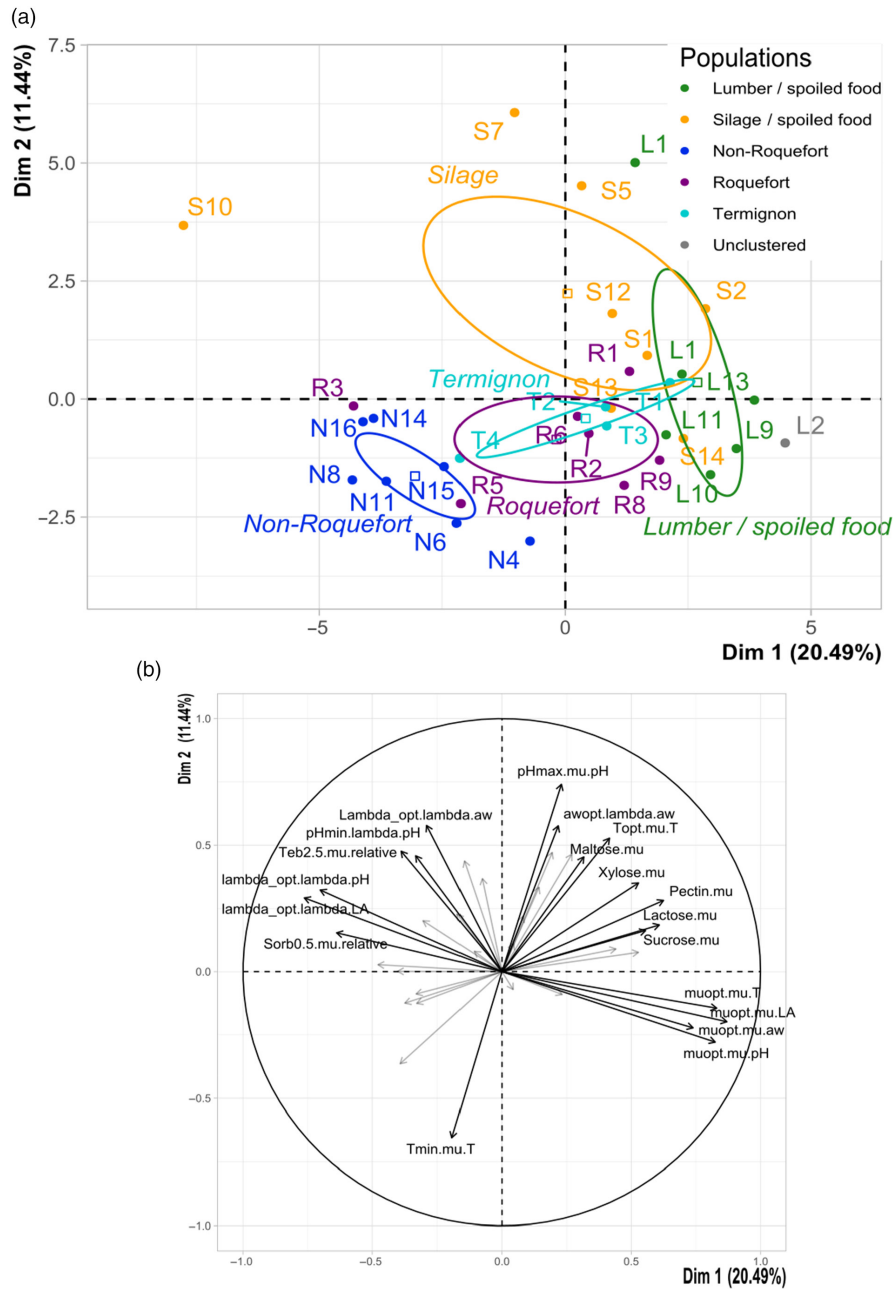 (a)
Dim 2 (11.44%)
7.5
5.0
2.5
0.0
−2.5
−5
0
5
Dim 1 (20.49%)
Populations
Lumber / spoiled food
Silage / spoiled food
Non-Roquefort
Roquefort
Termignon
Unclustered
S7
L1
Silage
S5
S10
S12
S2
S1
R1
L1
Termignon
L13
R3
S13
T2
T1
N14
N16
L11
L9
L2
T4
R6
T3
S14
N8
N15
R2
R9
N11
R5
L10
Non-Roquefort
Roquefort
R8
Lumber / spoiled food
N6
N4
(b)
Dim 2 (11.44%)
1.0
0.5
0.0
−0.5
−1.0
pHmax.mu.pH
Lambda_opt.lambda.aw
awopt.lambda.aw
pHmin.lambda.pH
Topt.mu.T
Teb2.5.mu.relative
Maltose.mu
Xylose.mu
lambda_opt.lambda.pH
Pectin.mu
lambda_opt.lambda.LA
Lactose.mu
Sorb0.5.mu.relative
Sucrose.mu
muopt.mu.T
muopt.mu.LA
muopt.mu.aw
muopt.mu.pH
Tmin.mu.T
−1.0
−0.5
0.0
0.5
1.0
Dim 1 (20.49%)